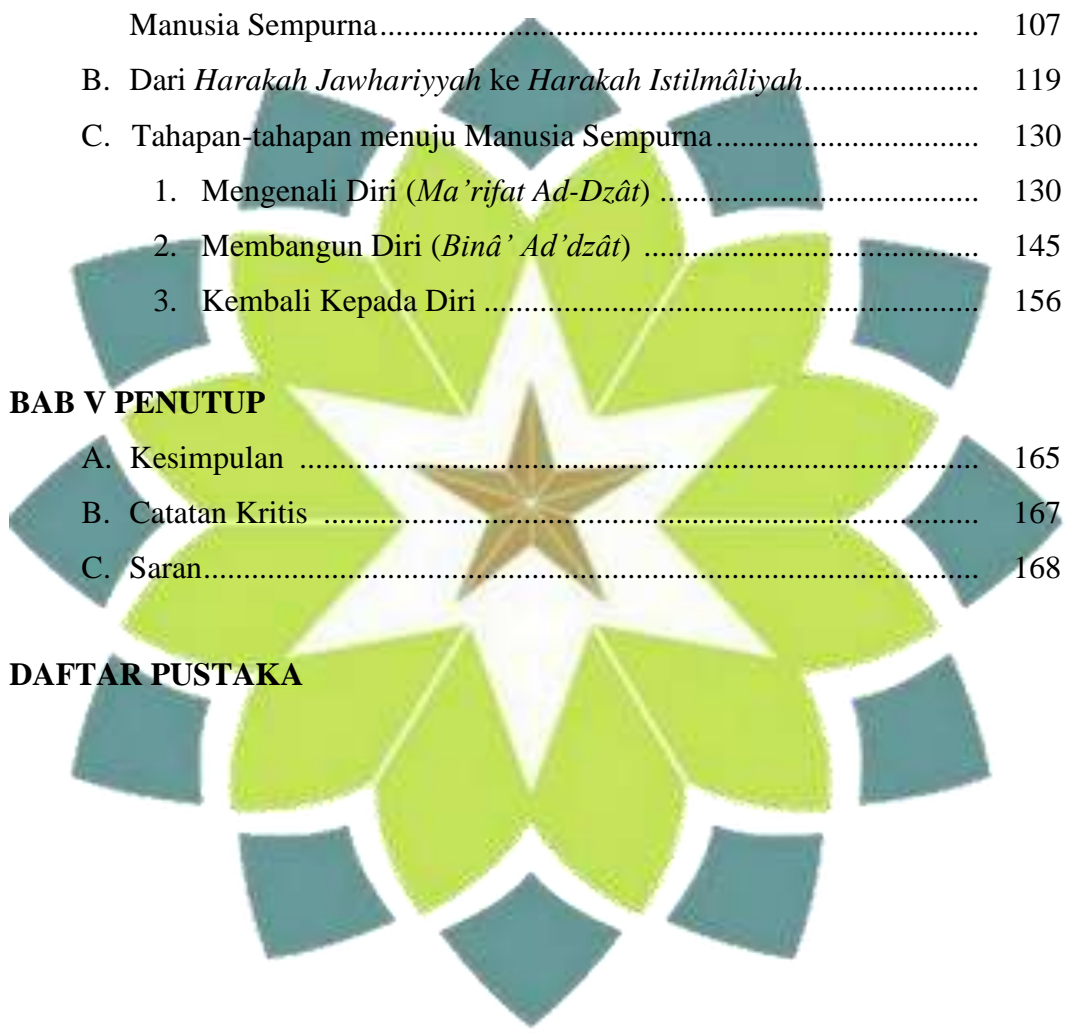 Manusia Sempurna........................................................................ 107
B. Dari Harakah Jawhariyyah ke Harakah Istilmâliyah..................... 119
C. Tahapan-tahapan menuju Manusia Sempurna............................... 130
1. Mengenali Diri (Ma’rifat Ad-Dzât) ...................................... 130
2. Membangun Diri (Binâ’ Ad’dzât) ........................................ 145
3. Kembali Kepada Diri ........................................................... 156
BAB V PENUTUP
A. Kesimpulan .............................................................................. 165
B. Catatan Kritis ........................................................................... 167
C. Saran......................................................................................... 168
DAFTAR PUSTAKA